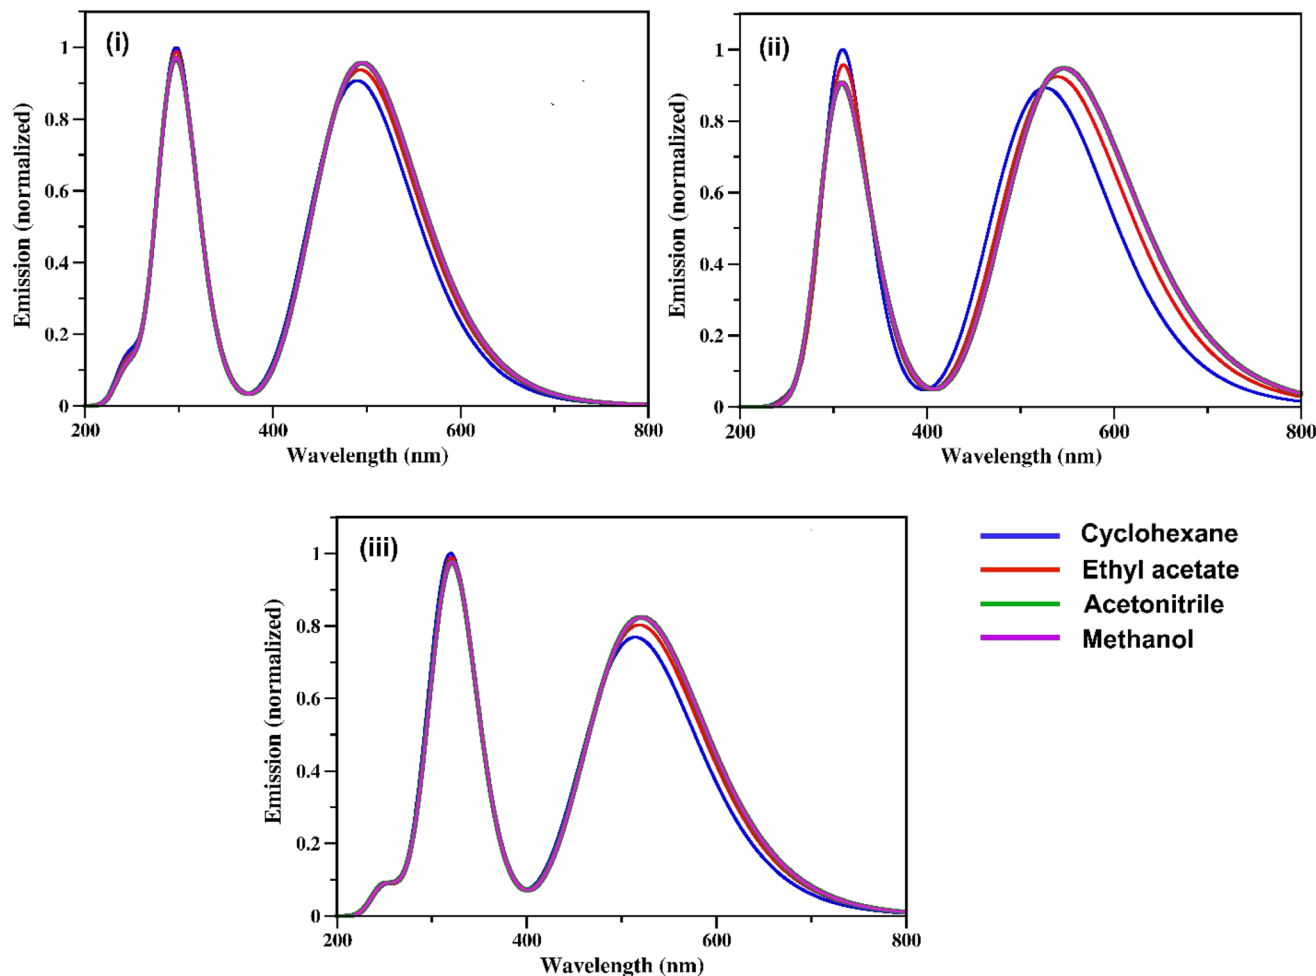 (i)
Emission (normalized)
1
0.8
0.6
0.4
0.2
0
200
400
600
800
Wavelength (nm)
(ii)
Emission (normalized)
1
0.8
0.6
0.4
0.2
0
200
400
600
800
Wavelength (nm)
(iii)
Emission (normalized)
1
0.8
0.6
0.4
0.2
0
200
400
600
800
Wavelength (nm)
Cyclohexane
Ethyl acetate
Acetonitrile
Methanol